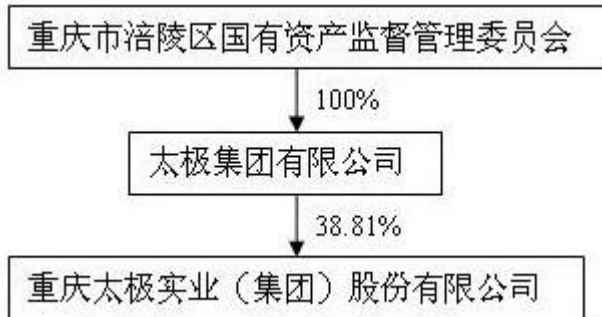 重庆市涪陵区国有资产监督管理委员会
100%
太极集团有限公司
38.81%
重庆太极实业（集团）股份有限公司